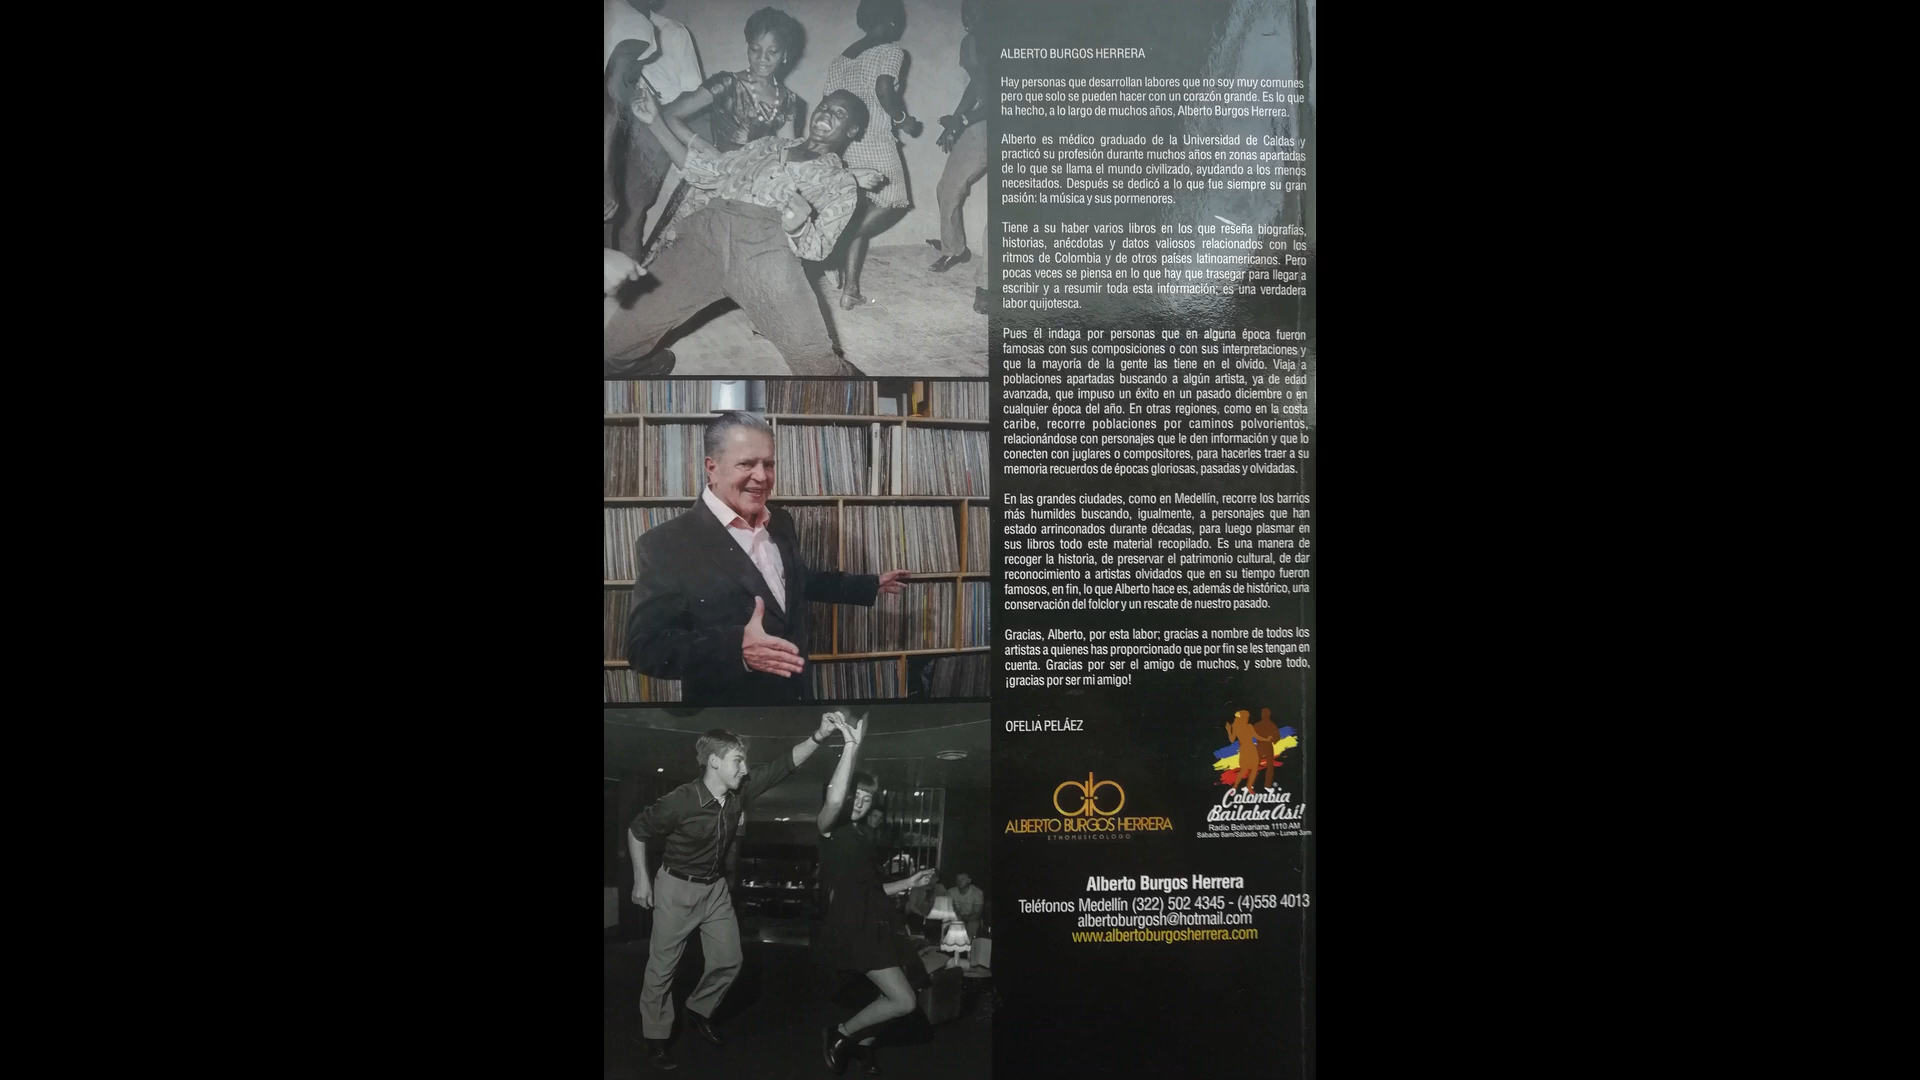 ALBERTO BURGOS HERRERA
Hay personas que desarrollan labores que no soy muy comunes
pero que solo se pueden hacer con un corazón grande. Es lo que
ha hecho, a lo largo de muchos años, Alberto Burgos Herrera.
Alberto es médico graduado de la Universidad de Caldas y
practicó su profesión durante muchos años en zonas apartadas
de lo que se llama el mundo civilizado, ayudando a los menos
necesitados. Después se dedicó a lo que fue siempre su gran
pasión: la música y sus pormenores.
Tiene a su haber varios libros en los que reseña biografías,
historias, anécdotas y datos valiosos relacionados con los
ritmos de Colombia y de otros países latinoamericanos. Pero
pocas veces se piensa en lo que hay que trasegar para llegar a
escribir y a resumir toda esta información; es una verdadera
labor quijotesca.
Pues él indaga por personas que en alguna época fueron
famosas con sus composiciones o con sus interpretaciones y
que la mayoría de la gente las tiene en el olvido. Viaja a
poblaciones apartadas buscando a algún artista, ya de edad
avanzada, que impuso un éxito en un pasado diciembre o en
cualquier época del año. En otras regiones, como en la costa
caribe, recorre poblaciones por caminos polvorientos,
relacionándose con personajes que le den información y que lo
conecten con juglares o compositores, para hacerles traer a su
memoria recuerdos de épocas gloriosas, pasadas y olvidadas.
En las grandes ciudades, como en Medellín, recorre los barrios
más humildes buscando, igualmente, a personajes que han
estado arrinconados durante décadas, para luego plasmar en
sus libros todo este material recopilado. Es una manera de
recoger la historia, de preservar el patrimonio cultural, de dar
reconocimiento a artistas olvidados que en su tiempo fueron
famosos, en fin, lo que Alberto hace es, además de histórico, una
conservación del folclor y un rescate de nuestro pasado.
Gracias, Alberto, por esta labor; gracias a nombre de todos los
artistas a quienes has proporcionado que por fin se les tengan en
cuenta. Gracias por ser el amigo de muchos, y sobre todo,
¡gracias por ser mi amigo!
OFELIA PELÁEZ
ab
ALBERTO BURGOS HERRERA
ETNOMUSICOLOGO
Colombia
Bailaba Así!
Radio Bolivariana 1110 AM
Sábado 8am/Sábado 10pm - Lunes 3am
Alberto Burgos Herrera
Teléfonos Medellín (322) 502 4345 - (4)558 4013
albertoburgosh@hotmail.com
www.albertoburgosherrera.com